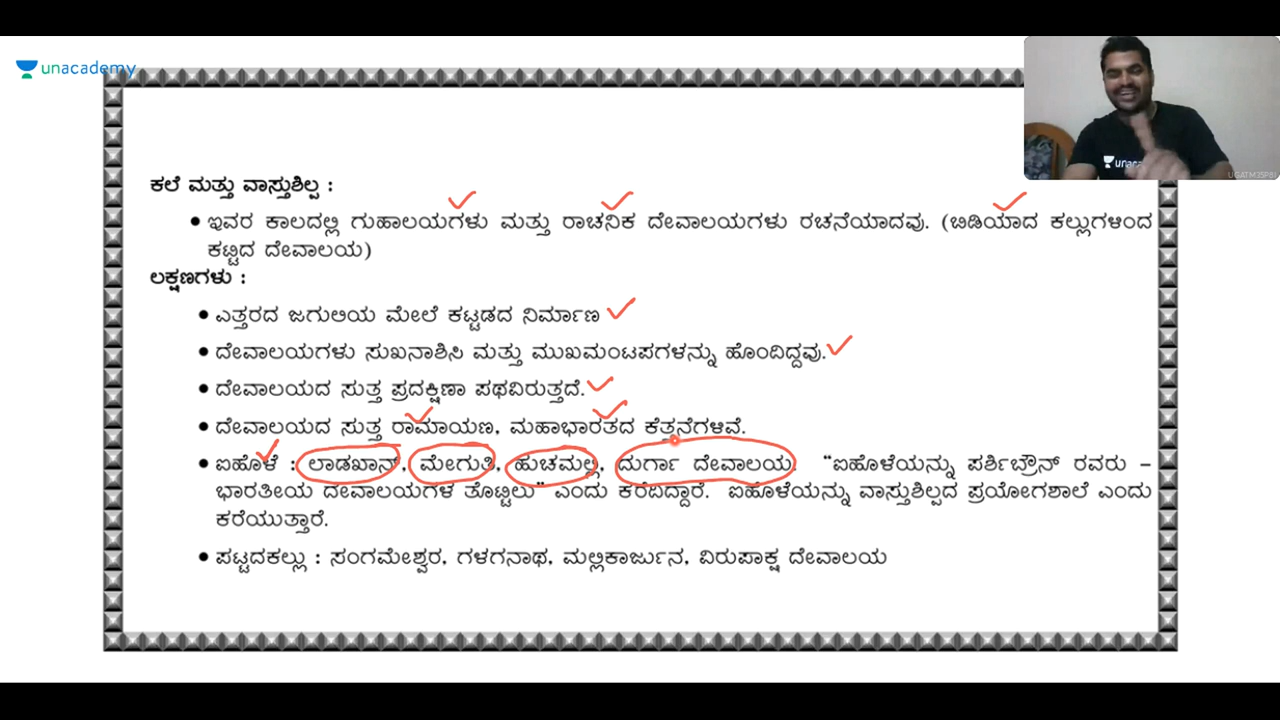 unacademy
ಕಲೆ ಮತ್ತು ವಾಸ್ತುಶಿಲ್ಪ :
• ಇವರ ಕಾಲದಲ್ಲಿ ಗುಹಾಲಯಗಳು ಮತ್ತು ರಾಚನಿಕ ದೇವಾಲಯಗಳು ರಚನೆಯಾದವು. (ಬಿಡಿಯಾದ ಕಲ್ಲುಗಳಿಂದ
ಕಟ್ಟಿದ ದೇವಾಲಯ)
ಲಕ್ಷಣಗಳು :
• ಎತ್ತರದ ಜಗುಲಿಯ ಮೇಲೆ ಕಟ್ಟಡದ ನಿರ್ಮಾಣ
• ದೇವಾಲಯಗಳು ಸುಖನಾಶಿಸಿ ಮತ್ತು ಮುಖಮಂಟಪಗಳನ್ನು ಹೊಂದಿದ್ದವು.
• ದೇವಾಲಯದ ಸುತ್ತ ಪ್ರದಕ್ಷಿಣಾ ಪಥವಿರುತ್ತದೆ.
• ದೇವಾಲಯದ ಸುತ್ತ ರಾಮಾಯಣ, ಮಹಾಭಾರತದ ಕೆತ್ತನೆಗಳಿವೆ.
• ಐಹೊಳೆ : ಲಾಡಖಾನ್, ಮೇಗುತಿ, ಹುಚಮಲ್ಲ, ದುರ್ಗಾ ದೇವಾಲಯ. "ಐಹೊಳೆಯನ್ನು ಪರ್ಶಿಬ್ರೌನ್ ರವರು –
ಭಾರತೀಯ ದೇವಾಲಯಗಳ ತೊಟ್ಟಿಲು" ಎಂದು ಕರೆದಿದ್ದಾರೆ. ಐಹೊಳೆಯನ್ನು ವಾಸ್ತುಶಿಲ್ಪದ ಪ್ರಯೋಗಶಾಲೆ ಎಂದು
ಕರೆಯುತ್ತಾರೆ.
• ಪಟ್ಟದಕಲ್ಲು : ಸಂಗಮೇಶ್ವರ, ಗಳಗನಾಥ, ಮಲ್ಲಿಕಾರ್ಜುನ, ವಿರುಪಾಕ್ಷ ದೇವಾಲಯ